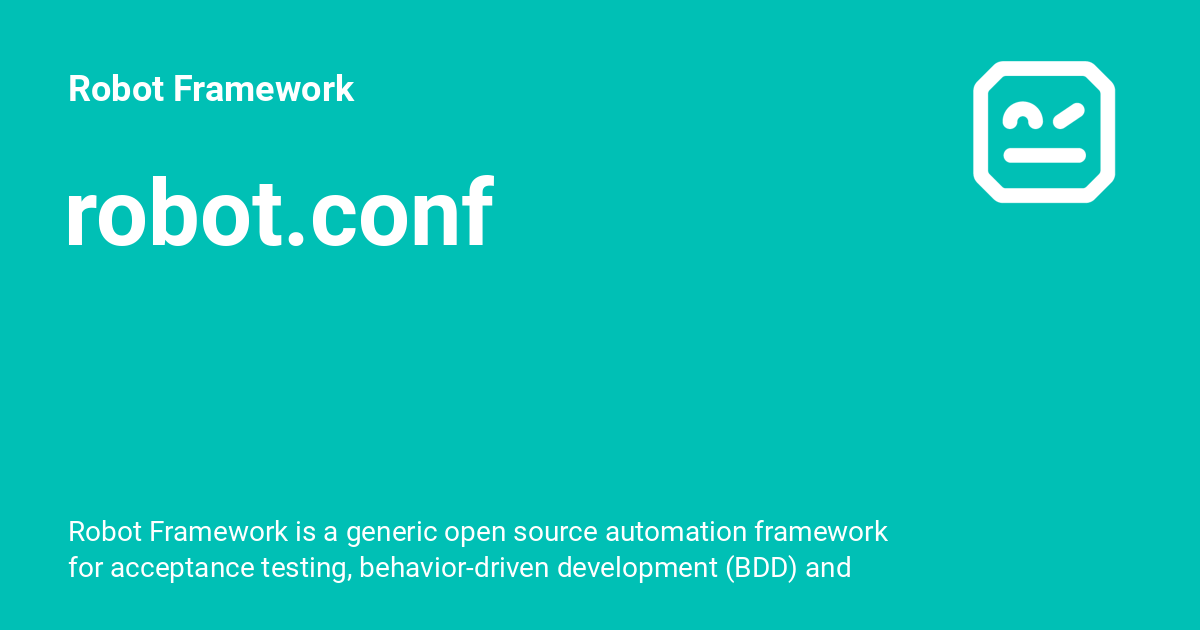 Robot Framework
robot.conf
Robot Framework is a generic open source automation framework
for acceptance testing, behavior-driven development (BDD) and